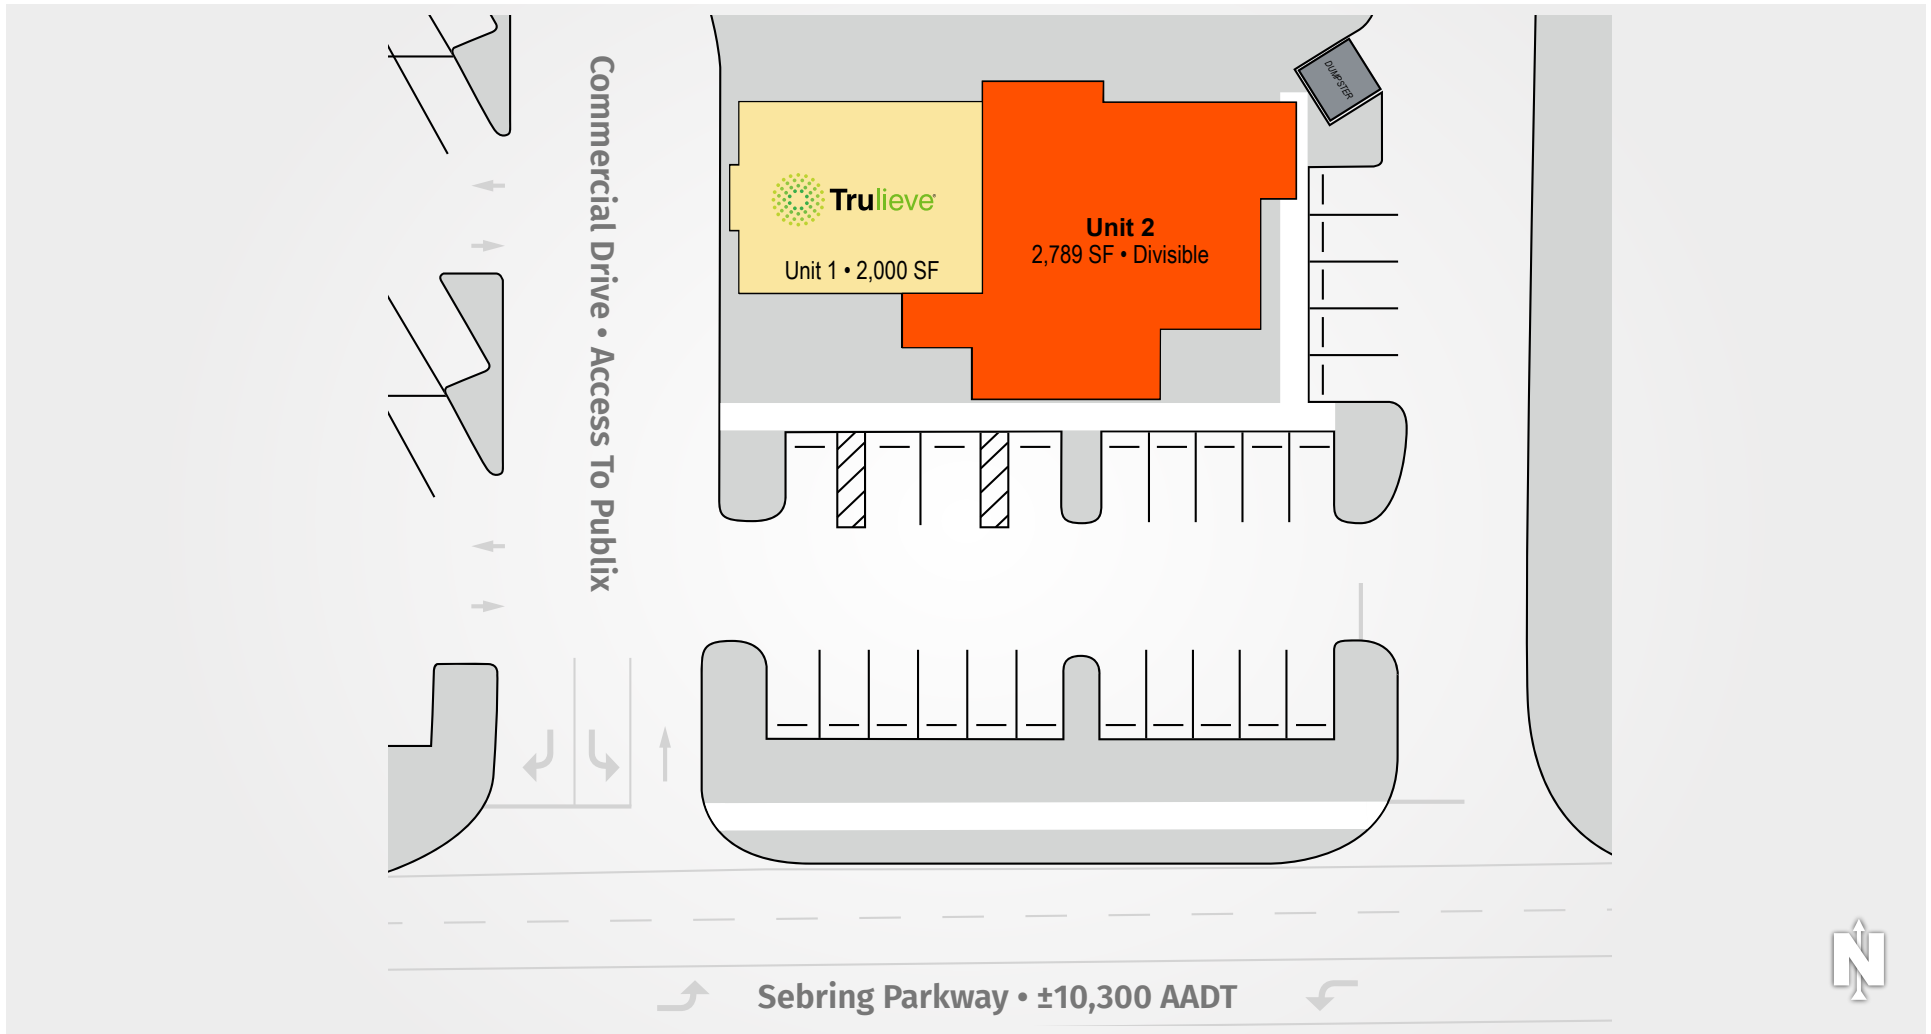 DUMPSTER
Commercial Drive • Access To Publix
Trulieve
Unit 1 • 2,000 SF
Unit 2
2,789 SF • Divisible
Sebring Parkway • ±10,300 AADT
N